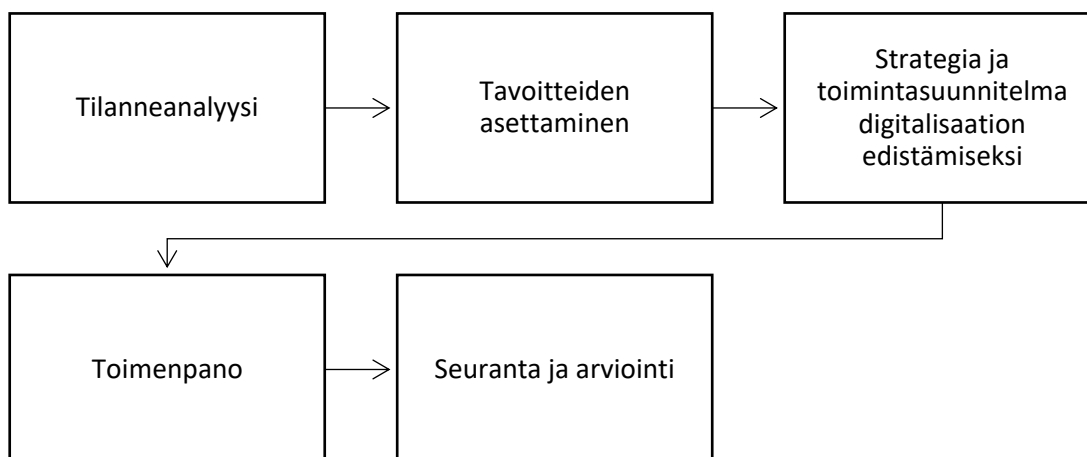 Tilanneanalyysi
Tavoitteiden
asettaminen
Strategia ja
toimintasuunnitelma
digitalisaation
edistämiseksi
Toimenpano
Seuranta ja arviointi